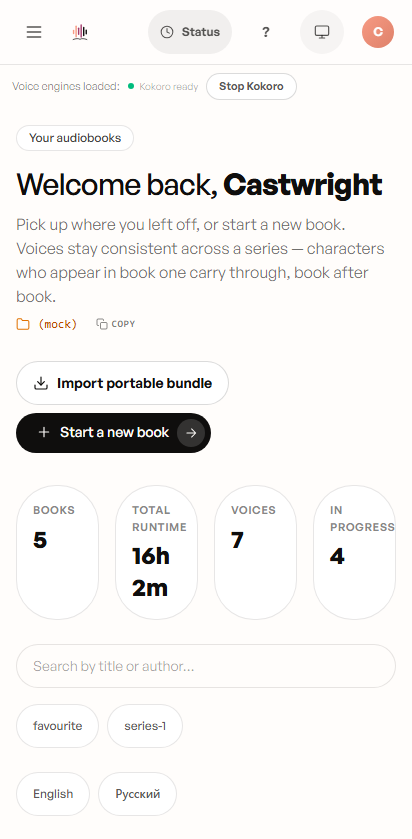 Status
?
C
Voice engines loaded: Kokoro ready Stop Kokoro
Your audiobooks
Welcome back, Castwright
Pick up where you left off, or start a new book.
Voices stay consistent across a series — characters
who appear in book one carry through, book after
book.
(mock) COPY
Import portable bundle
Start a new book
BOOKS
5
TOTAL
RUNTIME
16h
2m
VOICES
7
IN
PROGRESS
4
Search by title or author...
favourite
series-1
English
Русский